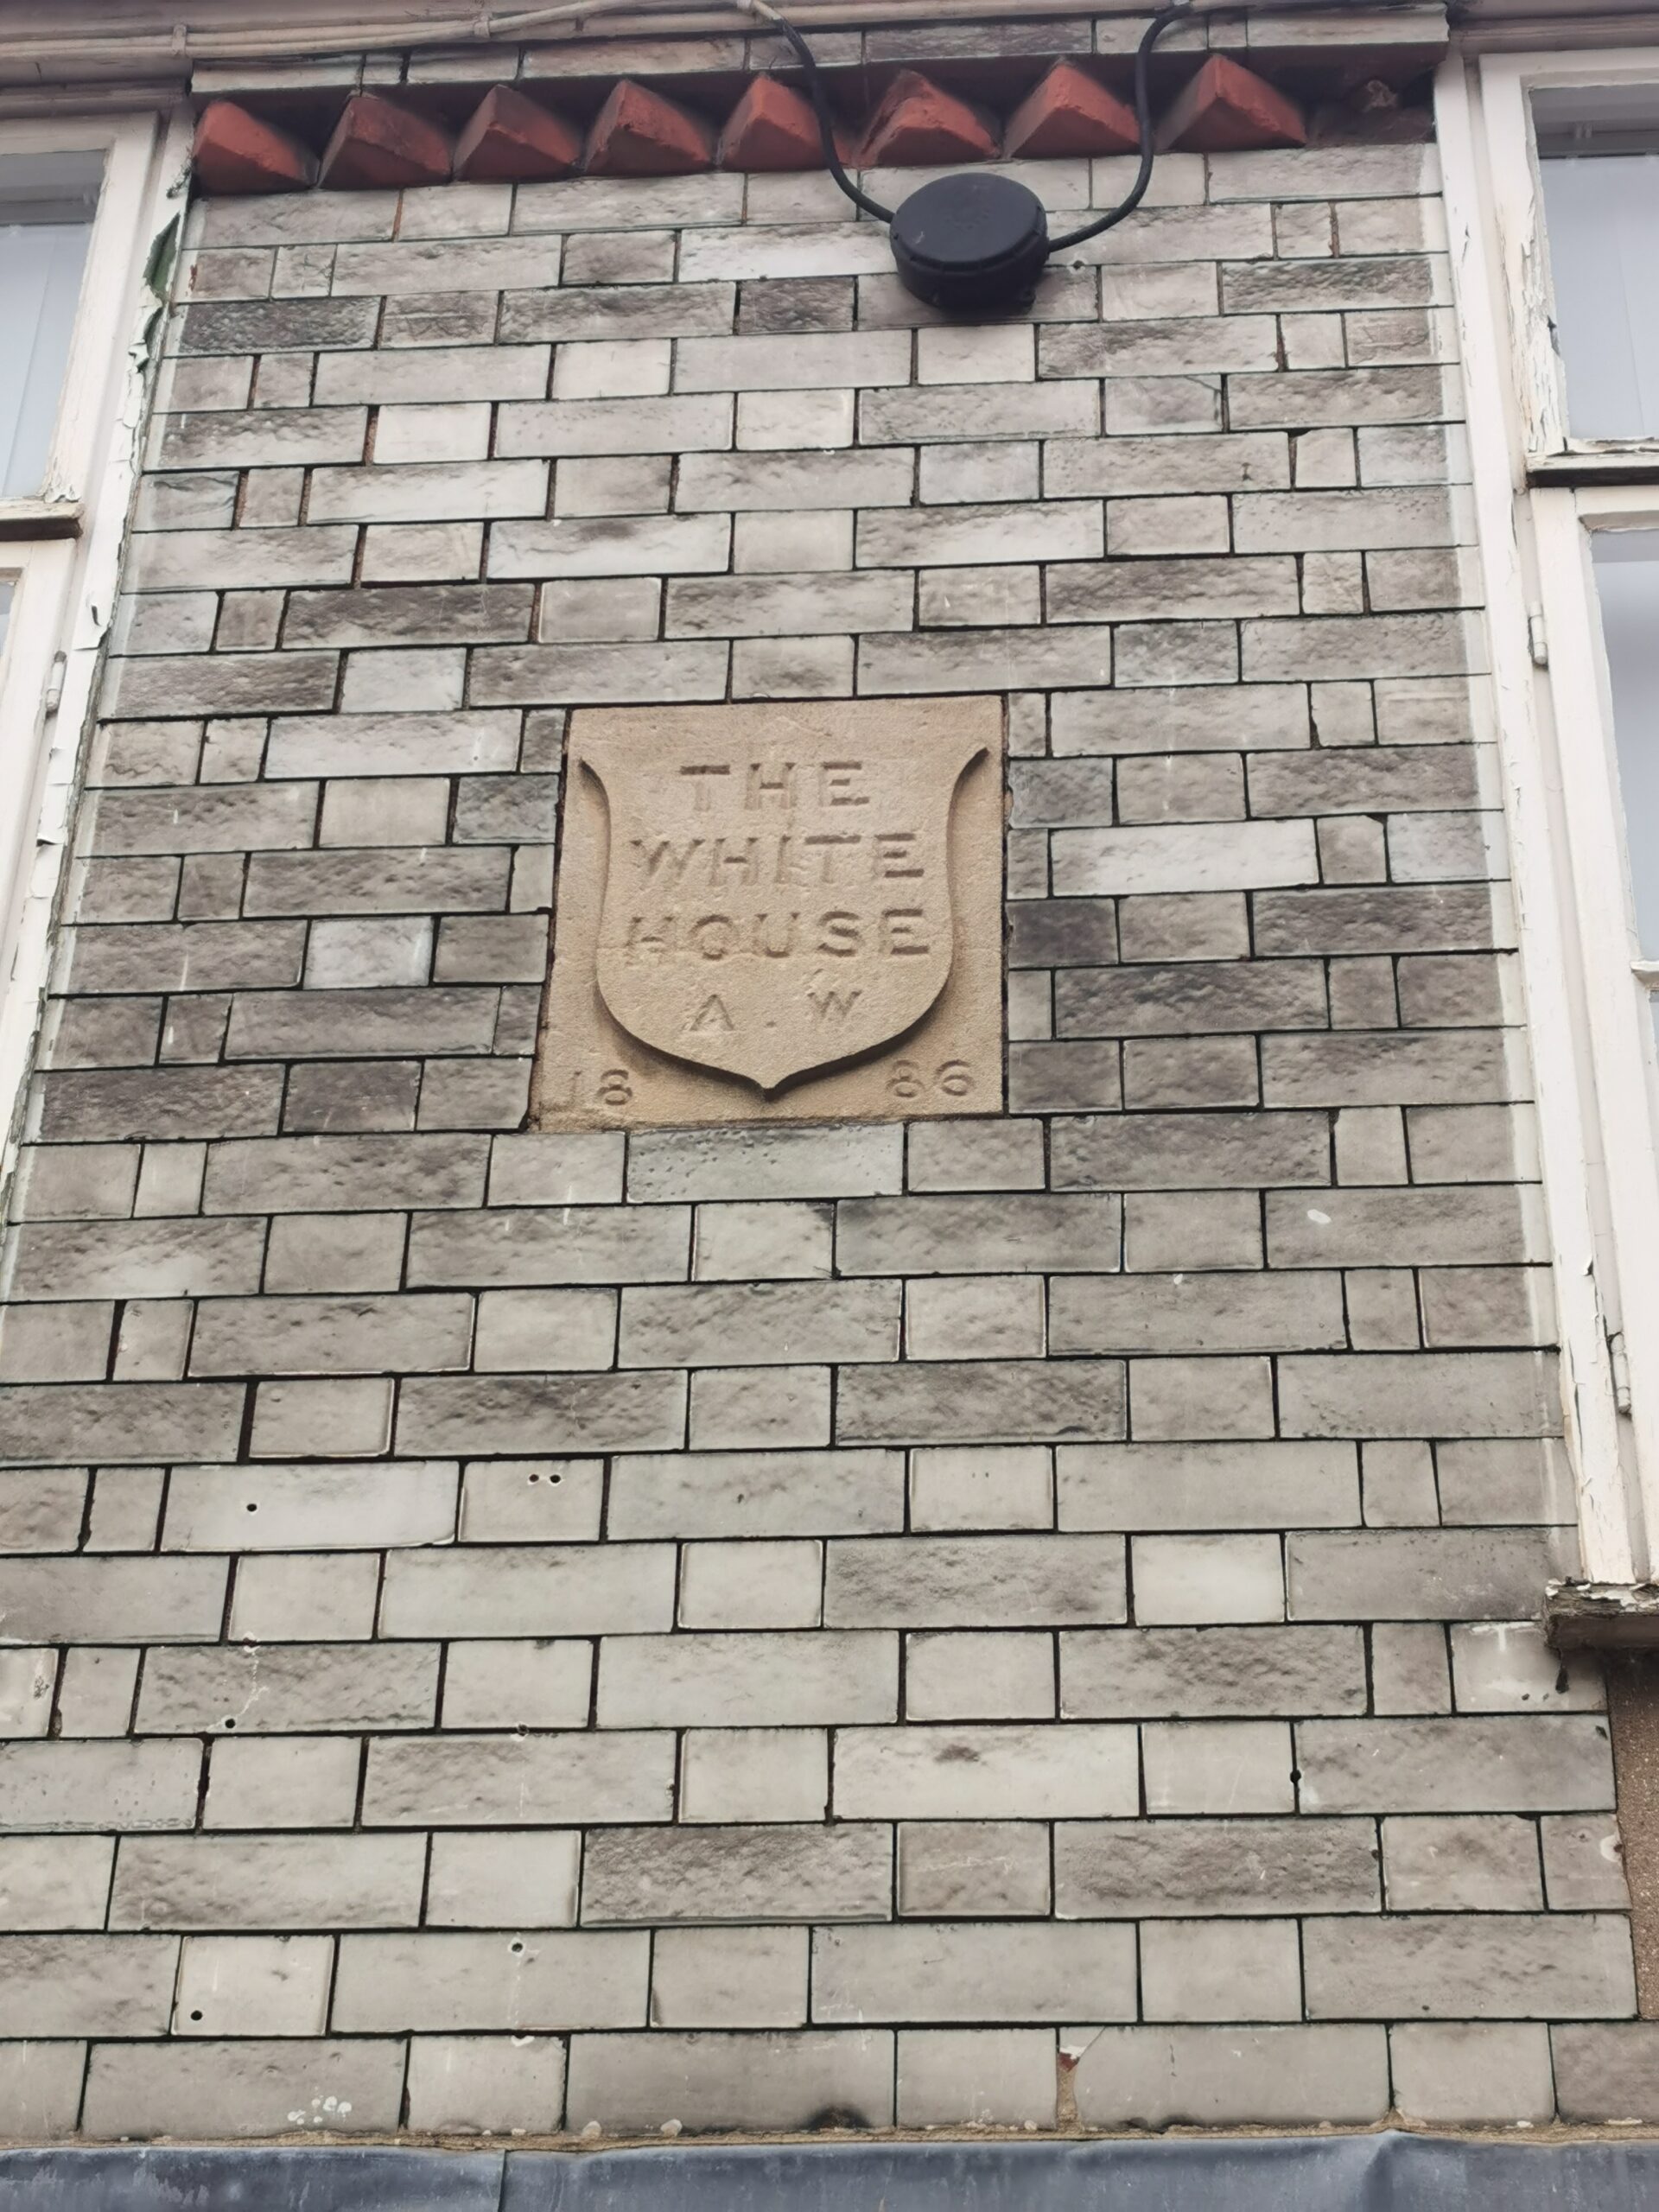 THE
WHITE
HOUSE
A . W
18 86